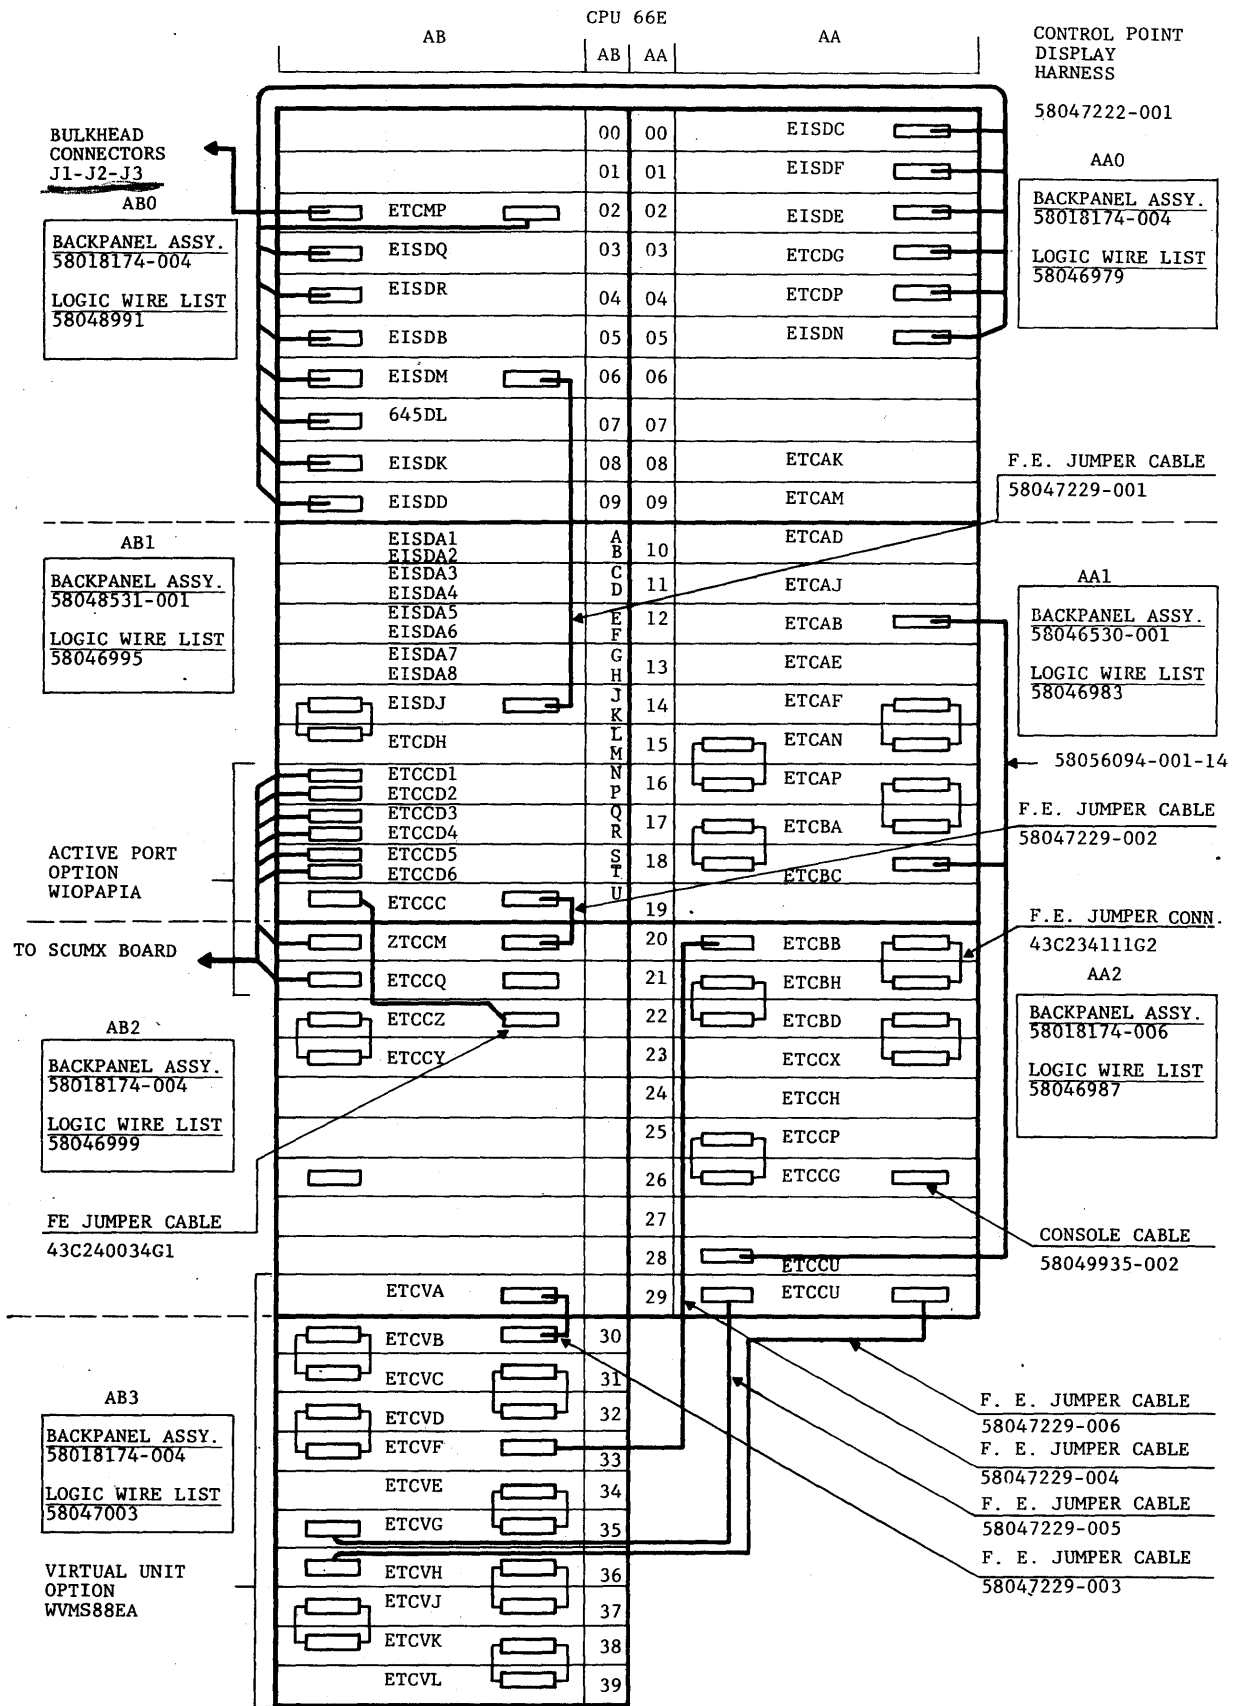 CPU 66E
AB
AA
AB AA
CONTROL POINT
DISPLAY
HARNESS
58047222-001
BULKHEAD
CONNECTORS
J1-J2-J3
AB0
BACKPANEL ASSY.
58018174-004
LOGIC WIRE LIST
58048991
AA0
BACKPANEL ASSY.
58018174-004
LOGIC WIRE LIST
58046979
00 00 EISDC
01 01 EISDF
ETCMP 02 02 EISDE
EISDQ 03 03 ETCDG
EISDR 04 04 ETCDP
EISDB 05 05 EISDN
EISDM 06 06
645DL 07 07
EISDK 08 08 ETCAK
EISDD 09 09 ETCAM
F.E. JUMPER CABLE
58047229-001
AB1
BACKPANEL ASSY.
58048531-001
LOGIC WIRE LIST
58046995
EISDA1 A
EISDA2 B 10 ETCAD
EISDA3 C
EISDA4 D 11 ETCAJ
EISDA5 E 12 ETCAB
EISDA6 F
EISDA7 G 13 ETCAE
EISDA8 H
EISDJ J K 14 ETCAF
ETCDH L M 15 ETCAN
ETCCD1 N 16 ETCAP
ETCCD2 P
ETCCD3 Q 17 ETCBA
ETCCD4 R
ETCCD5 S 18 ETCBC
ETCCD6 T
ETCCC U 19
AA1
BACKPANEL ASSY.
58046530-001
LOGIC WIRE LIST
58046983
58056094-001-14
F.E. JUMPER CABLE
58047229-002
ACTIVE PORT
OPTION
WIOPAPIA
TO SCUMX BOARD
F.E. JUMPER CONN.
43C234111G2
ZTCCM 20 ETCBB
ETCCQ 21 ETCBH
ETCCZ 22 ETCBD
ETCCY 23 ETCCX
24 ETCCH
25 ETCCP
26 ETCCG
27
28 ETCCU
ETCVA 29 ETCCU
AB2
BACKPANEL ASSY.
58018174-004
LOGIC WIRE LIST
58046999
AA2
BACKPANEL ASSY.
58018174-006
LOGIC WIRE LIST
58046987
FE JUMPER CABLE
43C240034G1
CONSOLE CABLE
58049935-002
ETCVB 30
ETCVC 31
ETCVD 32
ETCVF 33
ETCVE 34
ETCVG 35
ETCVH 36
ETCVJ 37
ETCVK 38
ETCVL 39
AB3
BACKPANEL ASSY.
58018174-004
LOGIC WIRE LIST
58047003
VIRTUAL UNIT
OPTION
WVMS88EA
F. E. JUMPER CABLE
58047229-006
F. E. JUMPER CABLE
58047229-004
F. E. JUMPER CABLE
58047229-005
F. E. JUMPER CABLE
58047229-003